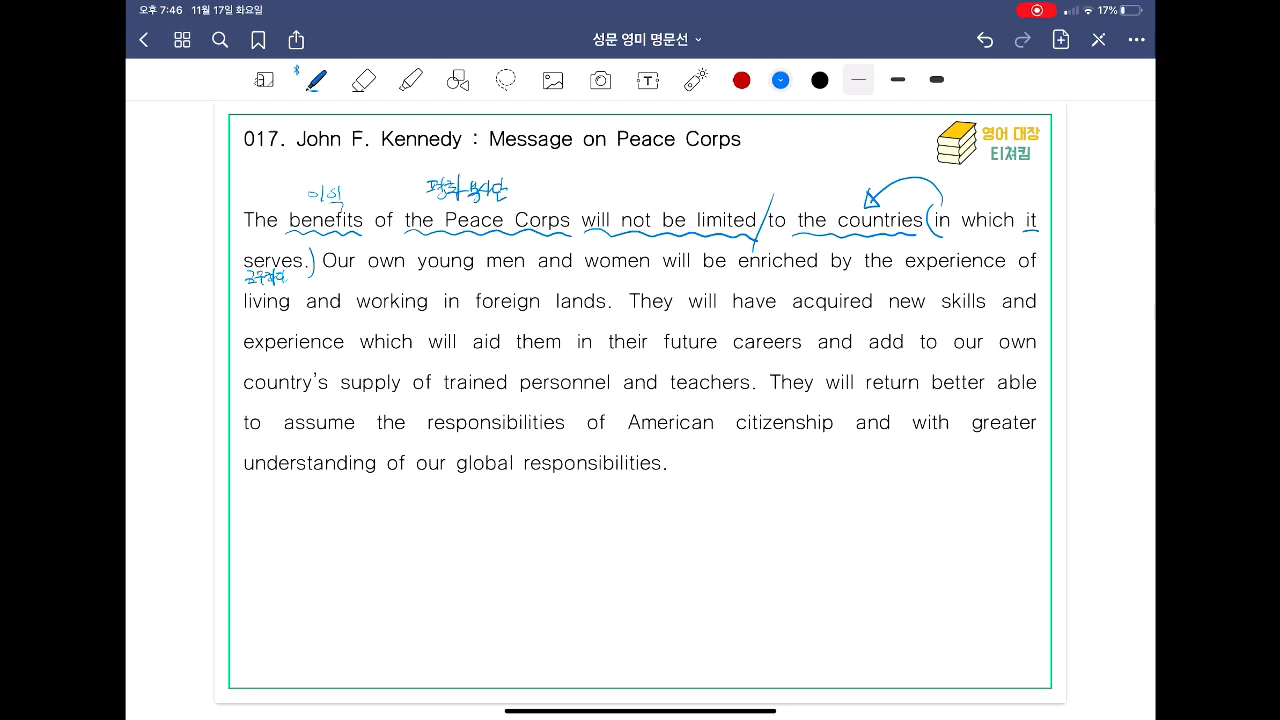 오후 7:46 11월 17일 화요일
17%
성문 영미 명문선
017. John F. Kennedy : Message on Peace Corps
영어 대장
티쳐킴
이익 평화 봉사단
The benefits of the Peace Corps will not be limited to the countries in which it
serves. Our own young men and women will be enriched by the experience of
living and working in foreign lands. They will have acquired new skills and
experience which will aid them in their future careers and add to our own
country's supply of trained personnel and teachers. They will return better able
to assume the responsibilities of American citizenship and with greater
understanding of our global responsibilities.